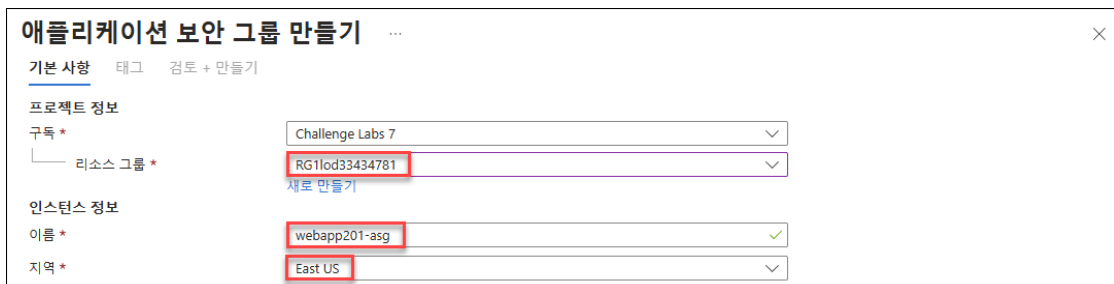 애플리케이션 보안 그룹 만들기 ...
기본 사항 태그 검토 + 만들기
프로젝트 정보
구독 * Challenge Labs 7
리소스 그룹 * RG1lod33434781
새로 만들기
인스턴스 정보
이름 * webapp201-asg
지역 * East US